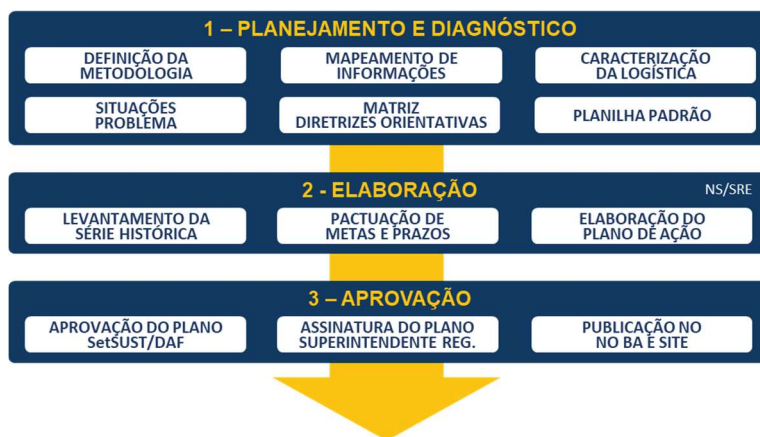 1 – PLANEJAMENTO E DIAGNÓSTICO
DEFINIÇÃO DA
METODOLOGIA
MAPEAMENTO DE
INFORMAÇÕES
CARACTERIZAÇÃO
DA LOGÍSTICA
SITUAÇÕES
PROBLEMA
MATRIZ
DIRETRIZES ORIENTATIVAS
PLANILHA PADRÃO
2 - ELABORAÇÃO
NS/SRE
LEVANTAMENTO DA
SÉRIE HISTÓRICA
PACTUAÇÃO DE
METAS E PRAZOS
ELABORAÇÃO DO
PLANO DE AÇÃO
3 – APROVAÇÃO
APROVAÇÃO DO PLANO
SetSUST/DAF
ASSINATURA DO PLANO
SUPERINTENDENTE REG.
PUBLICAÇÃO NO
NO BA E SITE